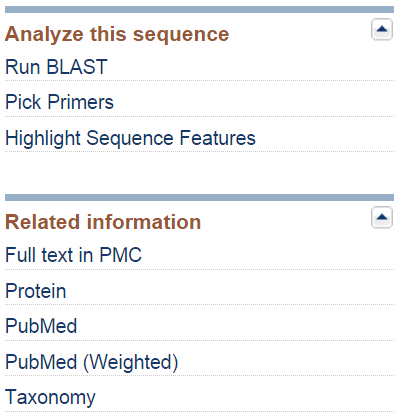 Analyze this sequence
Run BLAST
Pick Primers
Highlight Sequence Features
Related information
Full text in PMC
Protein
PubMed
PubMed (Weighted)
Taxonomy